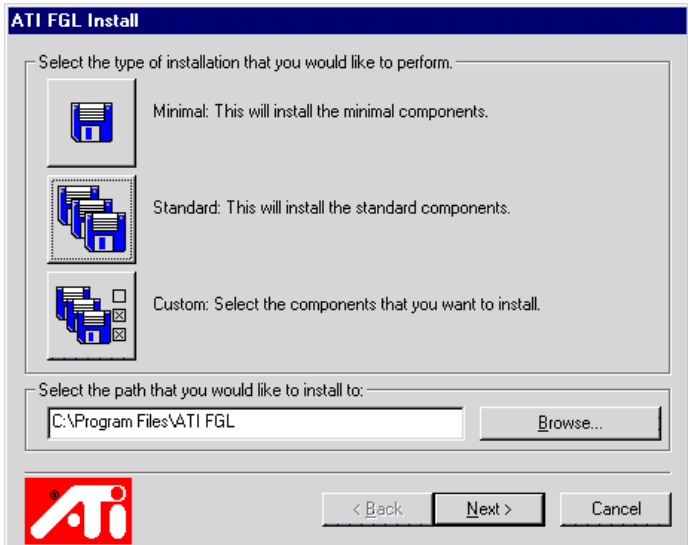 ATI FGL Install
Select the type of installation that you would like to perform.
Minimal: This will install the minimal components.
Standard: This will install the standard components.
Custom: Select the components that you want to install.
Select the path that you would like to install to:
C:\Program Files\ATI FGL
Browse...
ATi
< Back
Next >
Cancel